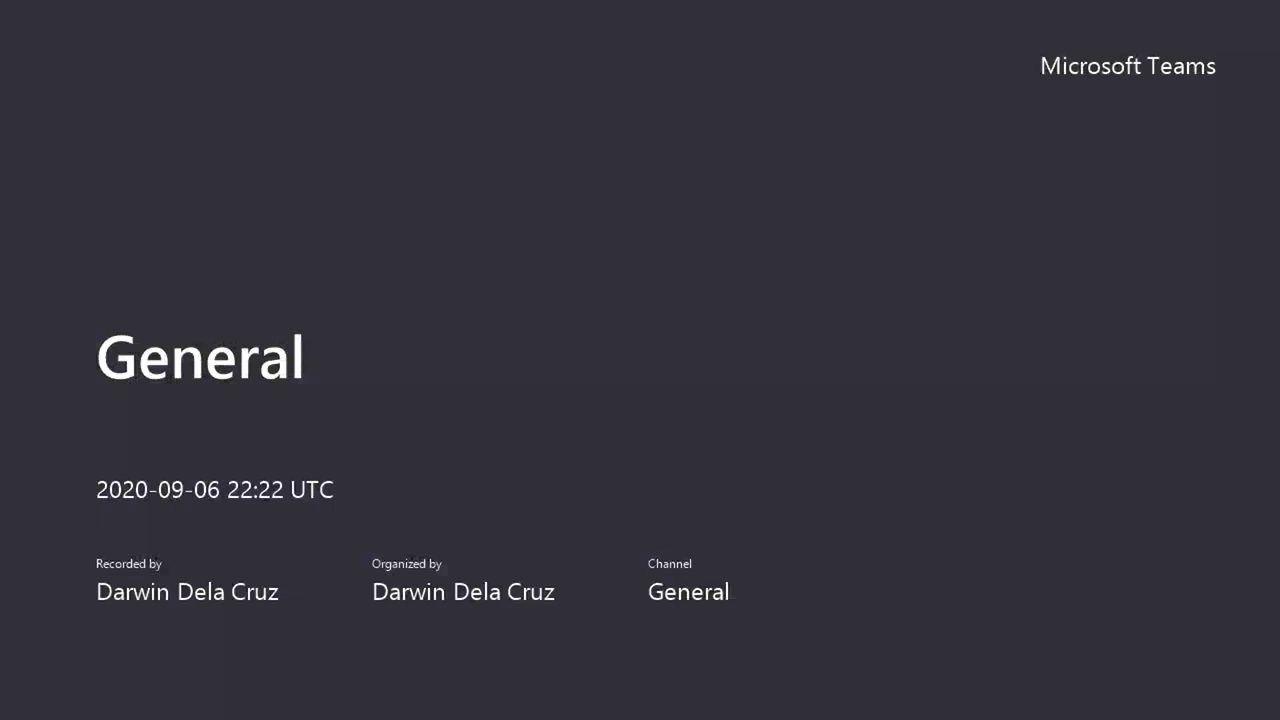 Microsoft Teams
General
2020-09-06 22:22 UTC
Recorded by
Darwin Dela Cruz
Organized by
Darwin Dela Cruz
Channel
General